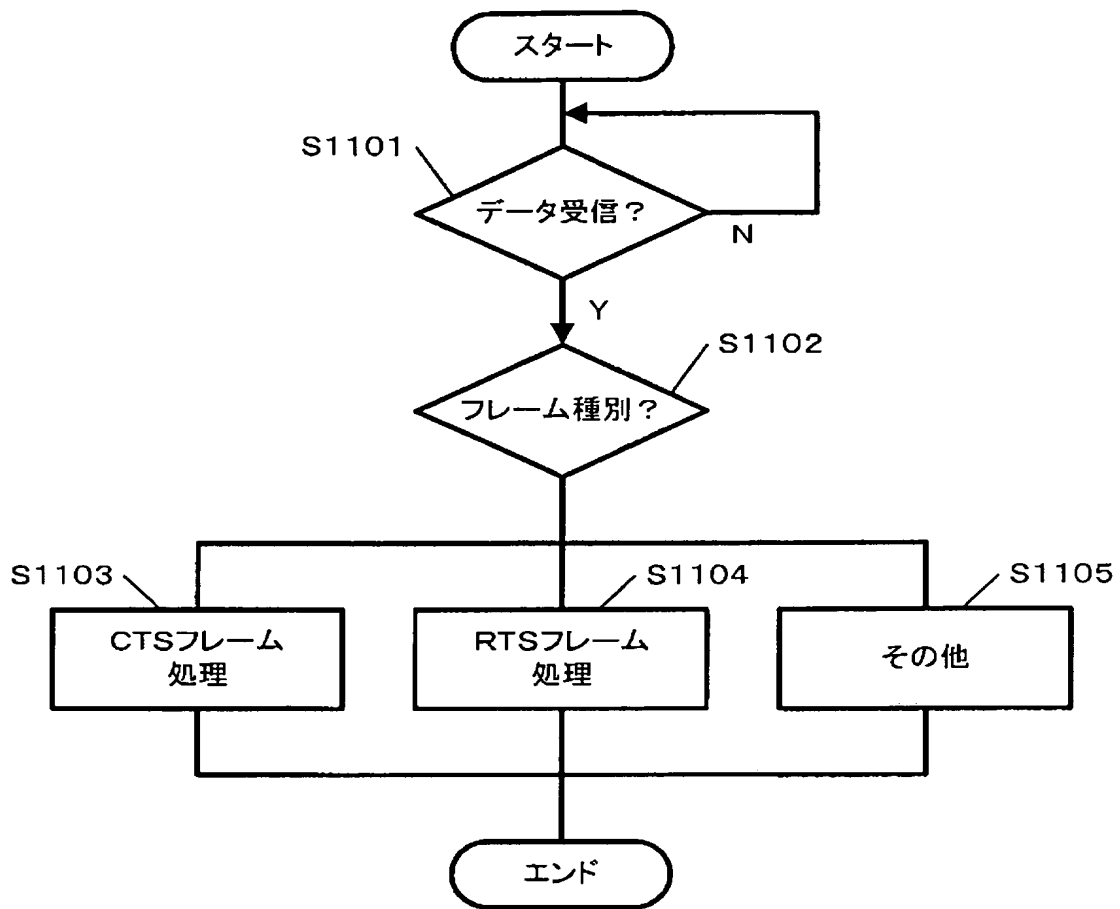 スタート
S1101
データ受信?
N
Y
S1102
フレーム種別?
S1103
S1104
S1105
CTSフレーム
処理
RTSフレーム
処理
その他
エンド